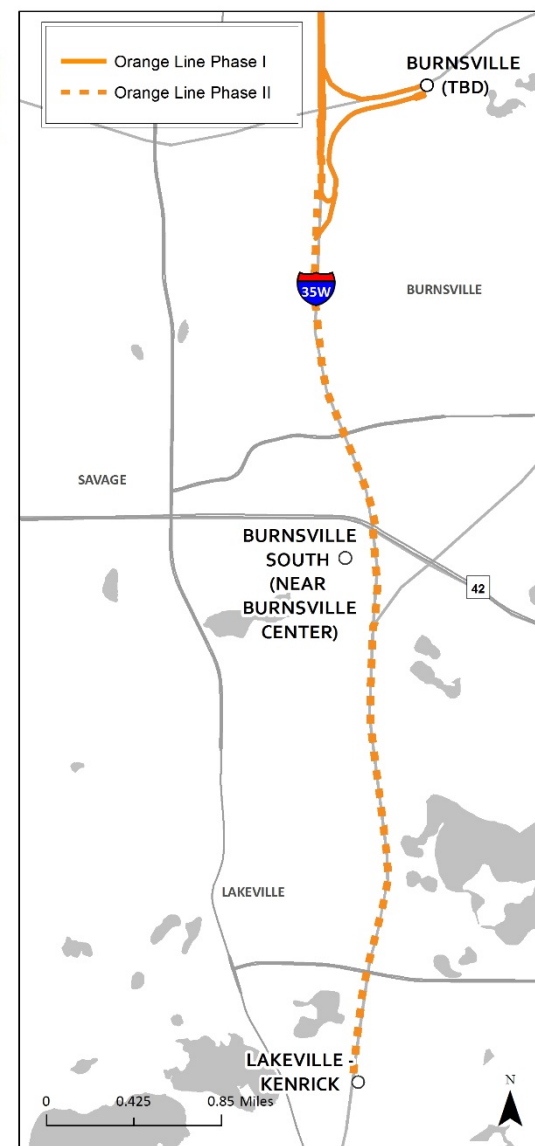 Orange Line Phase I
Orange Line Phase II
BURNSVILLE
(TBD)
35W
BURNSVILLE
SAVAGE
BURNSVILLE
SOUTH
(NEAR
BURNSVILLE
CENTER)
42
LAKEVILLE
LAKEVILLE -
KENRICK
N
0 0.425 0.85 Miles